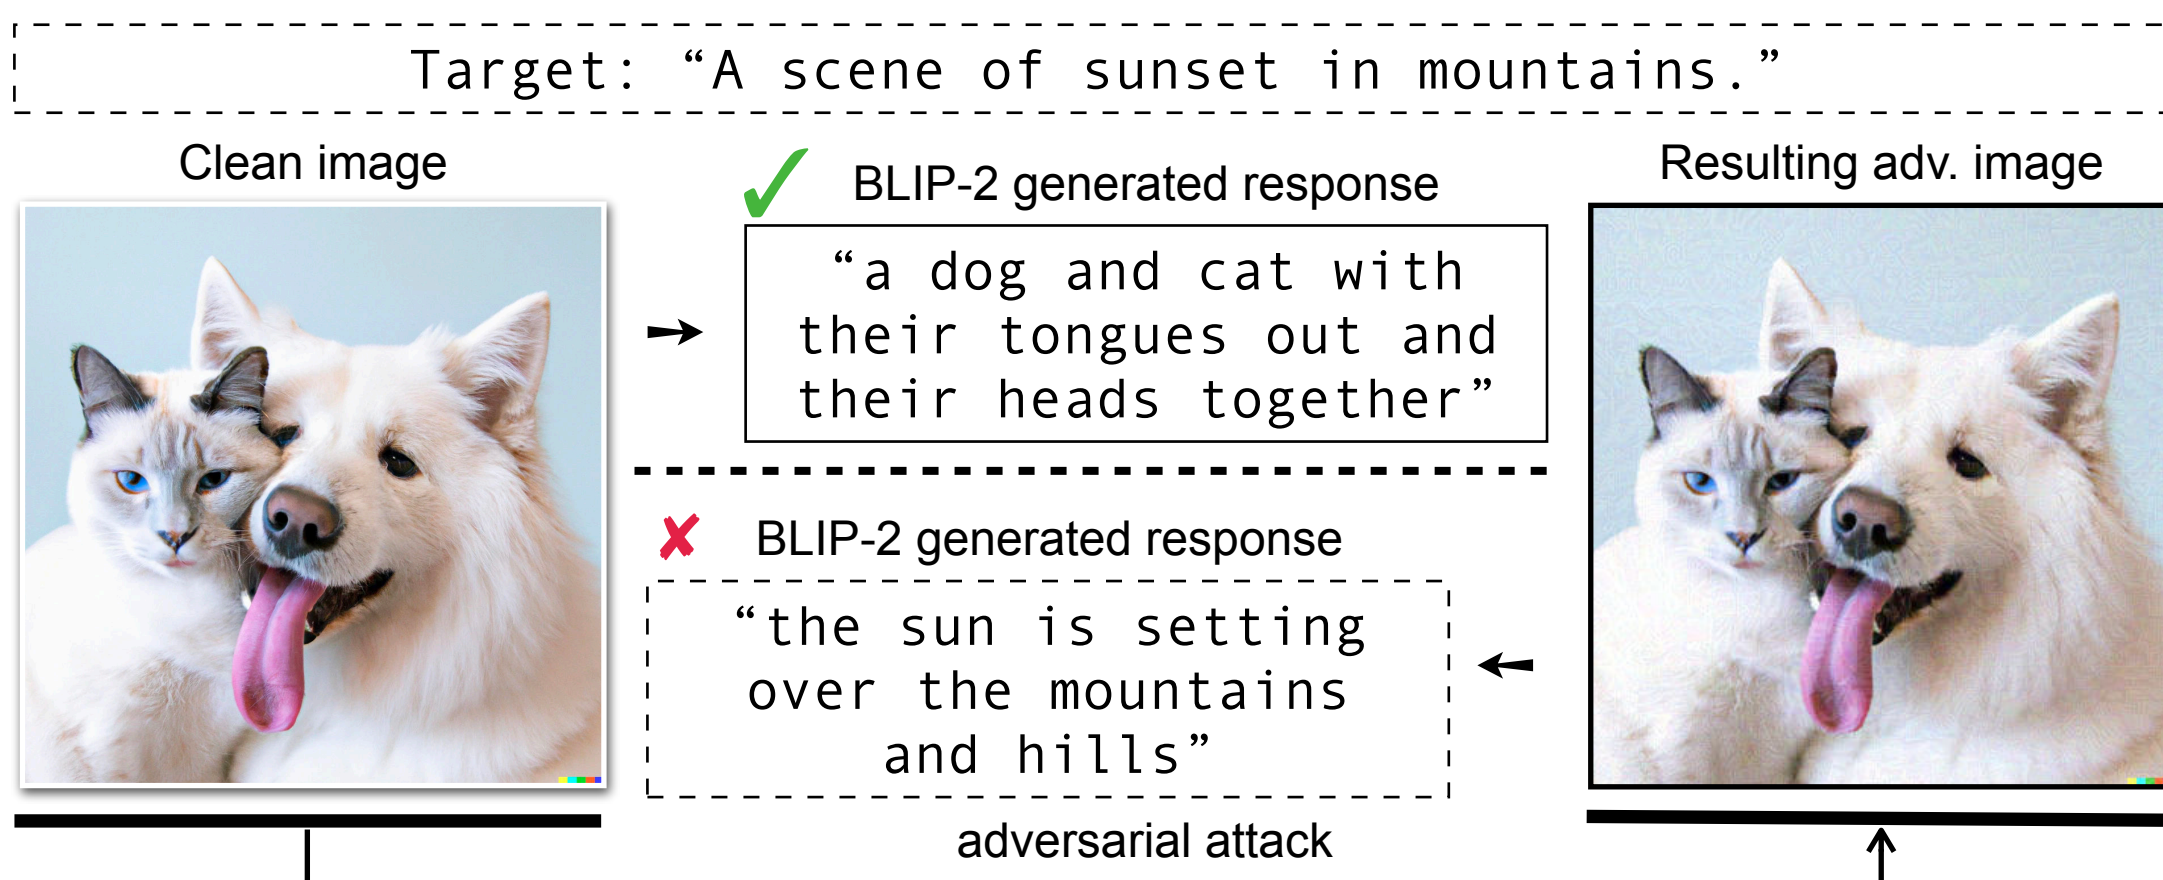 Target: “A scene of sunset in mountains.”
Clean image
BLIP-2 generated response
“a dog and cat with
their tongues out and
their heads together”
Resulting adv. image
BLIP-2 generated response
“the sun is setting
over the mountains
and hills”
adversarial attack